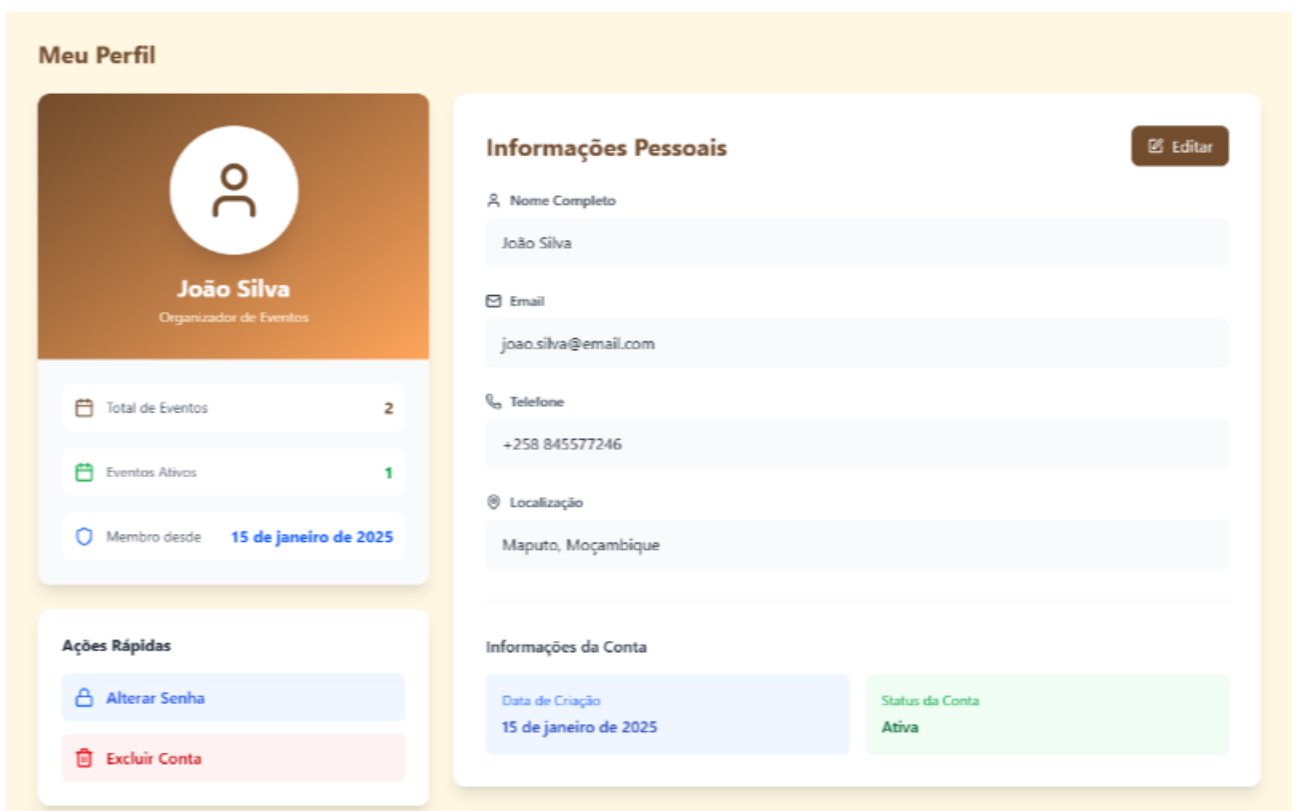 Meu Perfil
João Silva
Organizador de Eventos
Total de Eventos 2
Eventos Ativos 1
Membro desde 15 de janeiro de 2025
Ações Rápidas
Alterar Senha
Excluir Conta
Informações Pessoais
Editar
Nome Completo
João Silva
Email
joao.silva@email.com
Telefone
+258 845577246
Localização
Maputo, Moçambique
Informações da Conta
Data de Criação
15 de janeiro de 2025
Status da Conta
Ativa